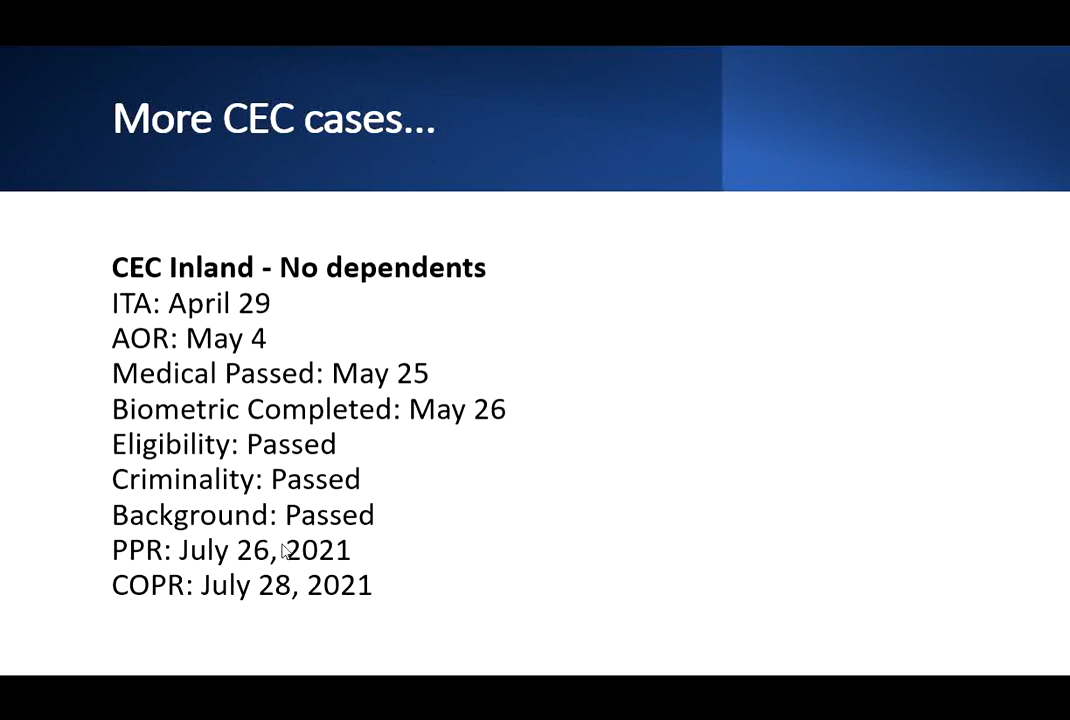 More CEC cases...
CEC Inland - No dependents
ITA: April 29
AOR: May 4
Medical Passed: May 25
Biometric Completed: May 26
Eligibility: Passed
Criminality: Passed
Background: Passed
PPR: July 26, 2021
COPR: July 28, 2021